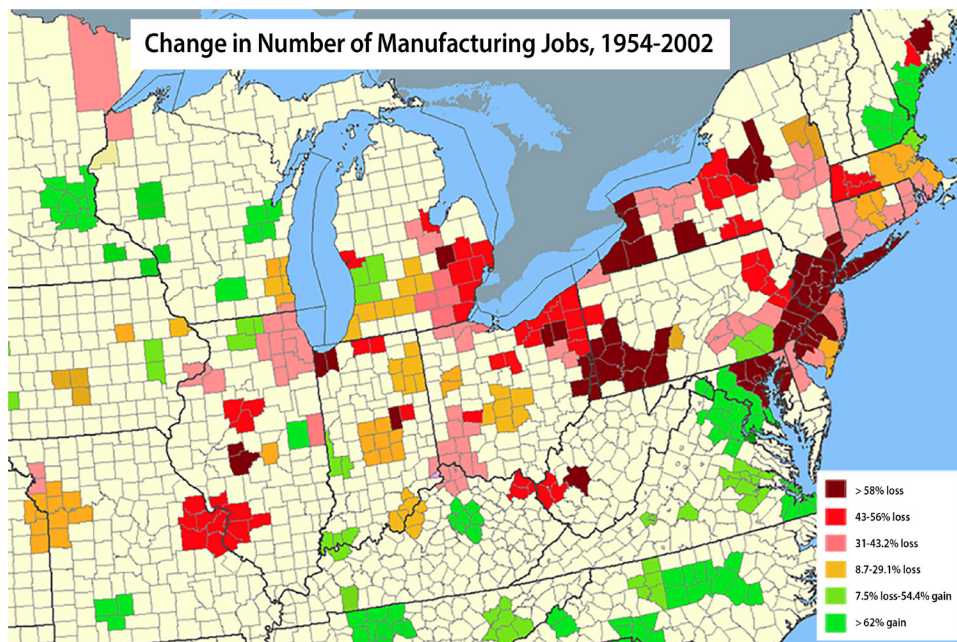 Change in Number of Manufacturing Jobs, 1954-2002
> 58% loss
43-56% loss
31-43.2% loss
8.7-29.1% loss
7.5% loss-54.4% gain
> 62% gain